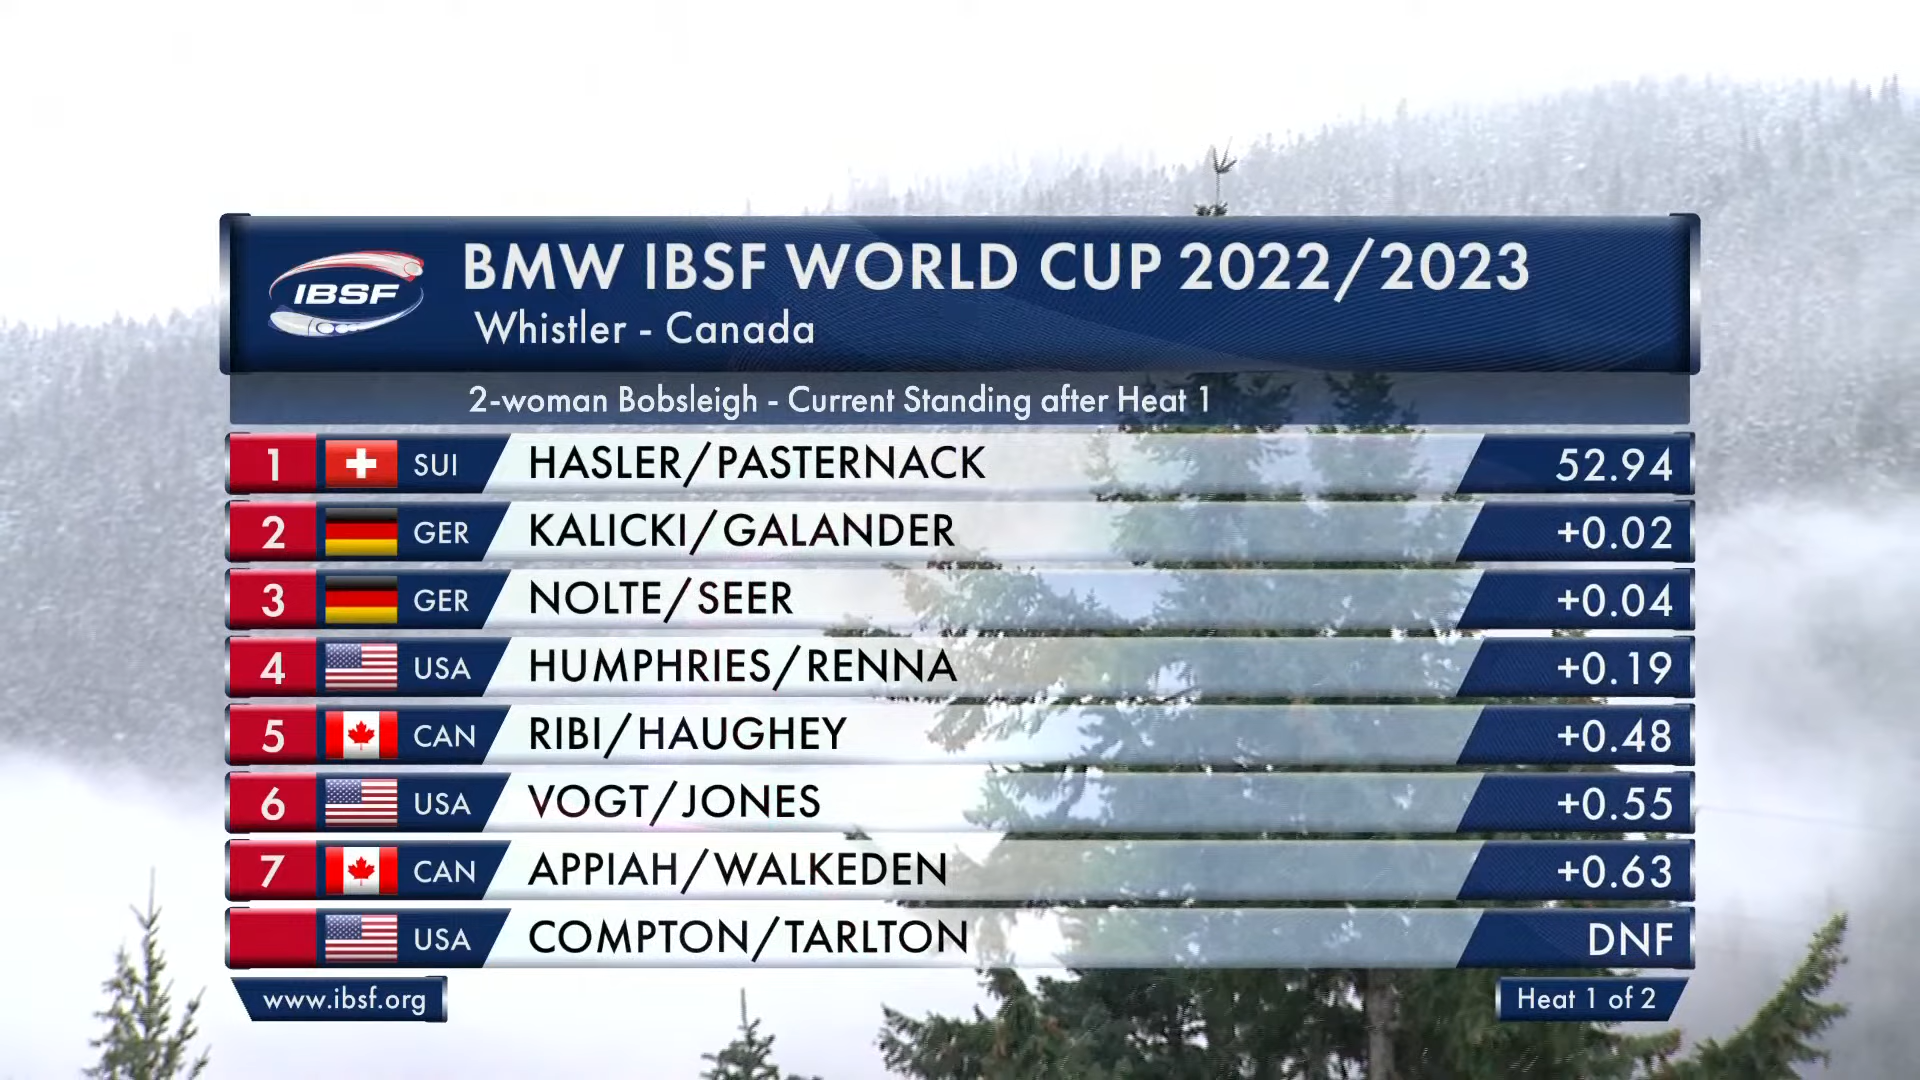 IBSF
BMW IBSF WORLD CUP 2022/2023
Whistler - Canada
2-woman Bobsleigh - Current Standing after Heat 1
1 SUI HASLER/PASTERNACK 52.94
2 GER KALICKI/GALANDER +0.02
3 GER NOLTE/SEER +0.04
4 USA HUMPHRIES/RENNA +0.19
5 CAN RIBI/HAUGHEY +0.48
6 USA VOGT/JONES +0.55
7 CAN APPIAH/WALKEDEN +0.63
USA COMPTON/TARLTON DNF
www.ibsf.org Heat 1 of 2